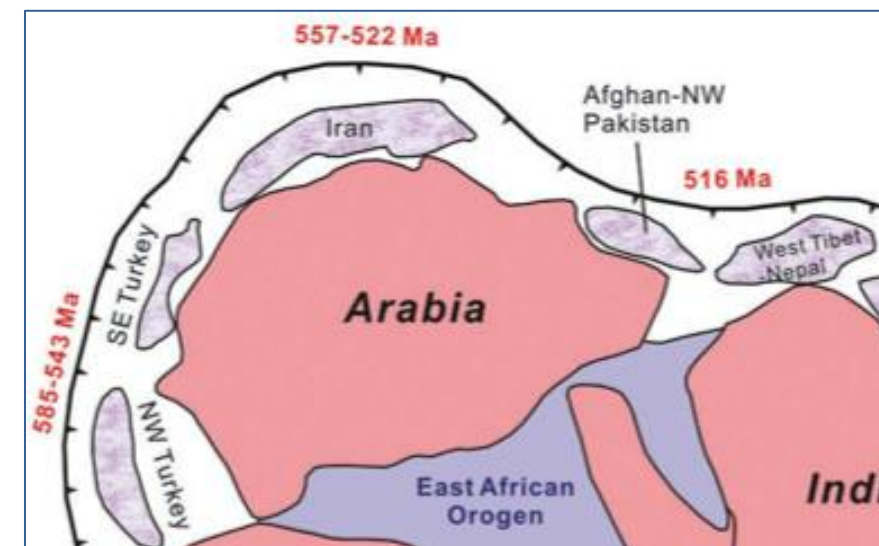 557-522 Ma
Afghan-NW
Pakistan
Iran
516 Ma
West Tibet
-Nepal
SE Turkey
Arabia
585-543 Ma
NW Turkey
East African
Orogen
Indi